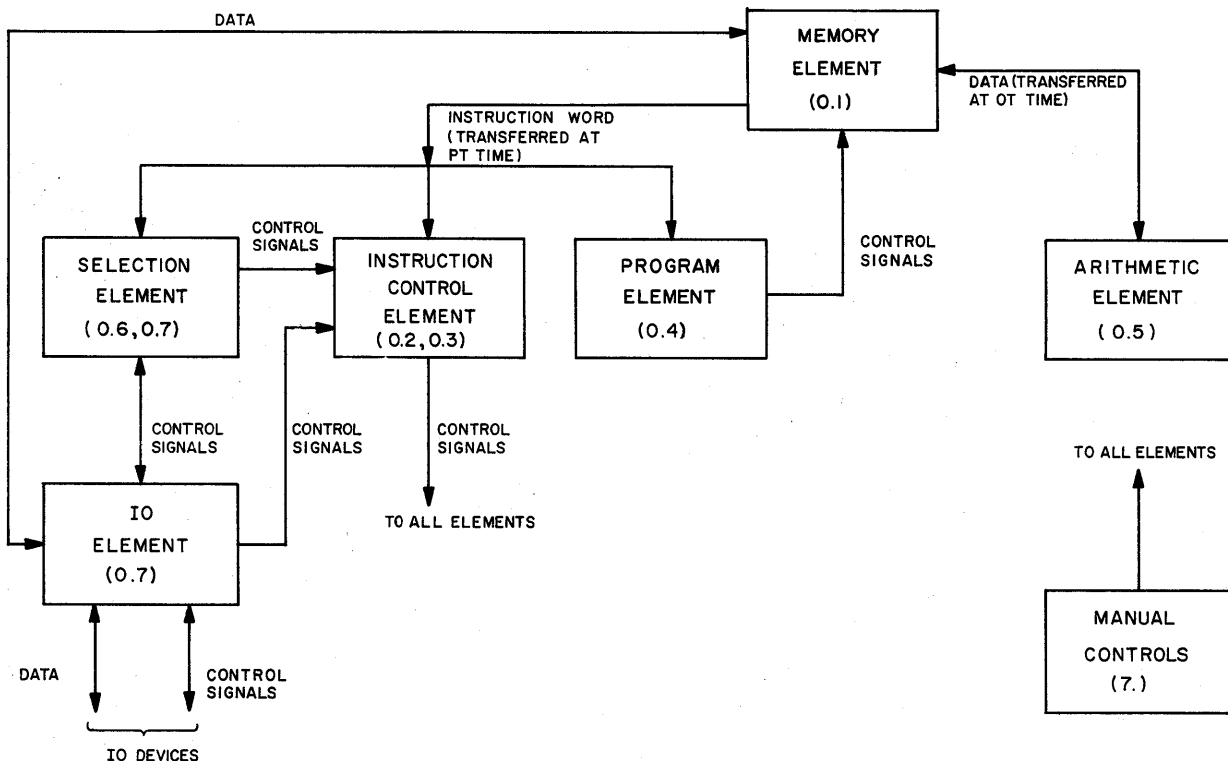 DATA
MEMORY
ELEMENT
(0.1)
DATA (TRANSFERRED
AT OT TIME)
INSTRUCTION WORD
(TRANSFERRED AT
PT TIME)
CONTROL
SIGNALS
SELECTION
ELEMENT
(0.6,0.7)
INSTRUCTION
CONTROL
ELEMENT
(0.2, 0.3)
PROGRAM
ELEMENT
(0.4)
CONTROL
SIGNALS
ARITHMETIC
ELEMENT
(0.5)
CONTROL
SIGNALS
CONTROL
SIGNALS
CONTROL
SIGNALS
TO ALL ELEMENTS
IO
ELEMENT
(0.7)
TO ALL ELEMENTS
MANUAL
CONTROLS
(7.)
DATA
CONTROL
SIGNALS
IO DEVICES